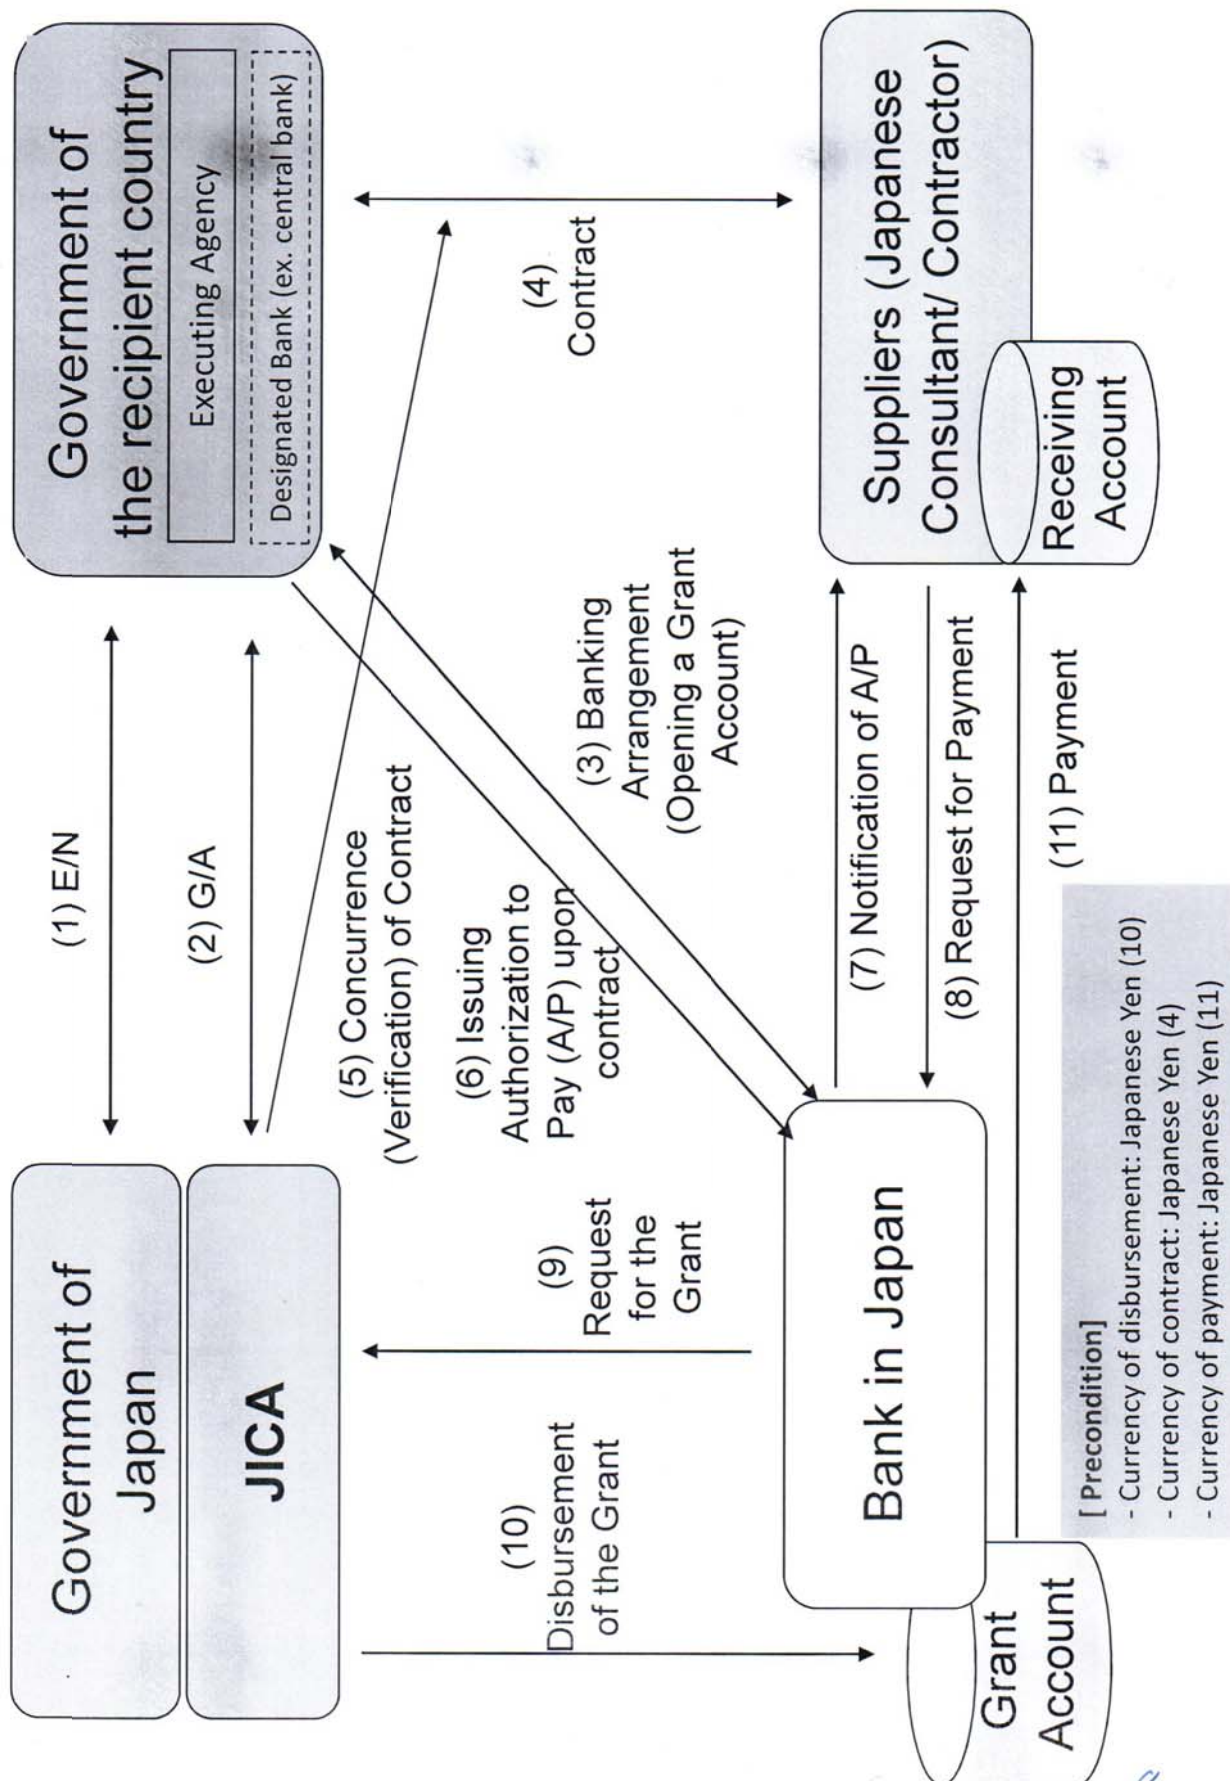 Government of
Japan
JICA
(1) E/N
(2) G/A
Government of
the recipient country
Executing Agency
Designated Bank (ex. central bank)
(5) Concurrence
(Verification) of Contract
(6) Issuing
Authorization to
Pay (A/P) upon
contract
(3) Banking
Arrangement
(Opening a Grant
Account)
(4)
Contract
(10)
Disbursement
of the Grant
(9)
Request
for the
Grant
Bank in Japan
Grant
Account
(7) Notification of A/P
(8) Request for Payment
(11) Payment
Suppliers (Japanese
Consultant/ Contractor)
Receiving
Account
[ Precondition]
- Currency of disbursement: Japanese Yen (10)
- Currency of contract: Japanese Yen (4)
- Currency of payment: Japanese Yen (11)